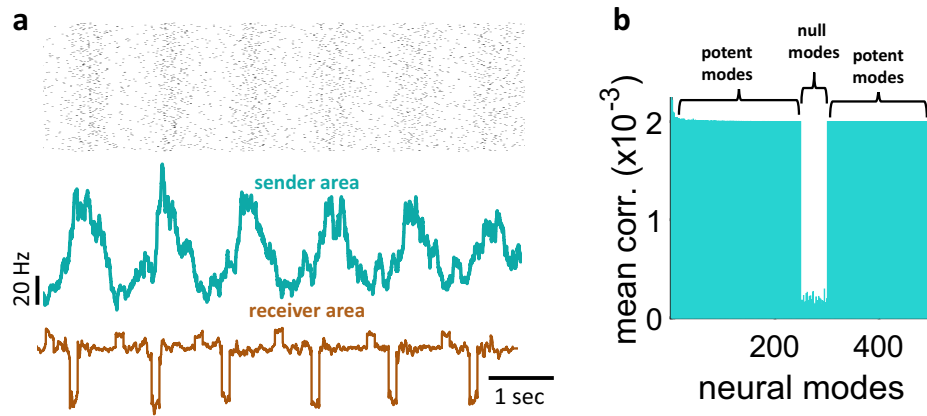 a
sender area
20 Hz
receiver area
1 sec
b
null
modes
potent
modes
potent
modes
mean corr. (x10⁻³)
2
1
0
200
400
neural modes